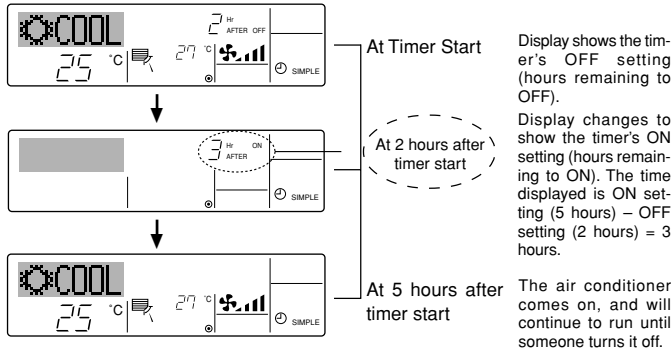 COOL
2 Hr
AFTER OFF
25 °C
27 °C
SIMPLE
At Timer Start
Display shows the tim-
er's OFF setting
(hours remaining to
OFF).
3 Hr ON
AFTER
SIMPLE
At 2 hours after
timer start
Display changes to
show the timer's ON
setting (hours remain-
ing to ON). The time
displayed is ON set-
ting (5 hours) – OFF
setting (2 hours) = 3
hours.
COOL
25 °C
27 °C
SIMPLE
At 5 hours after
timer start
The air conditioner
comes on, and will
continue to run until
someone turns it off.